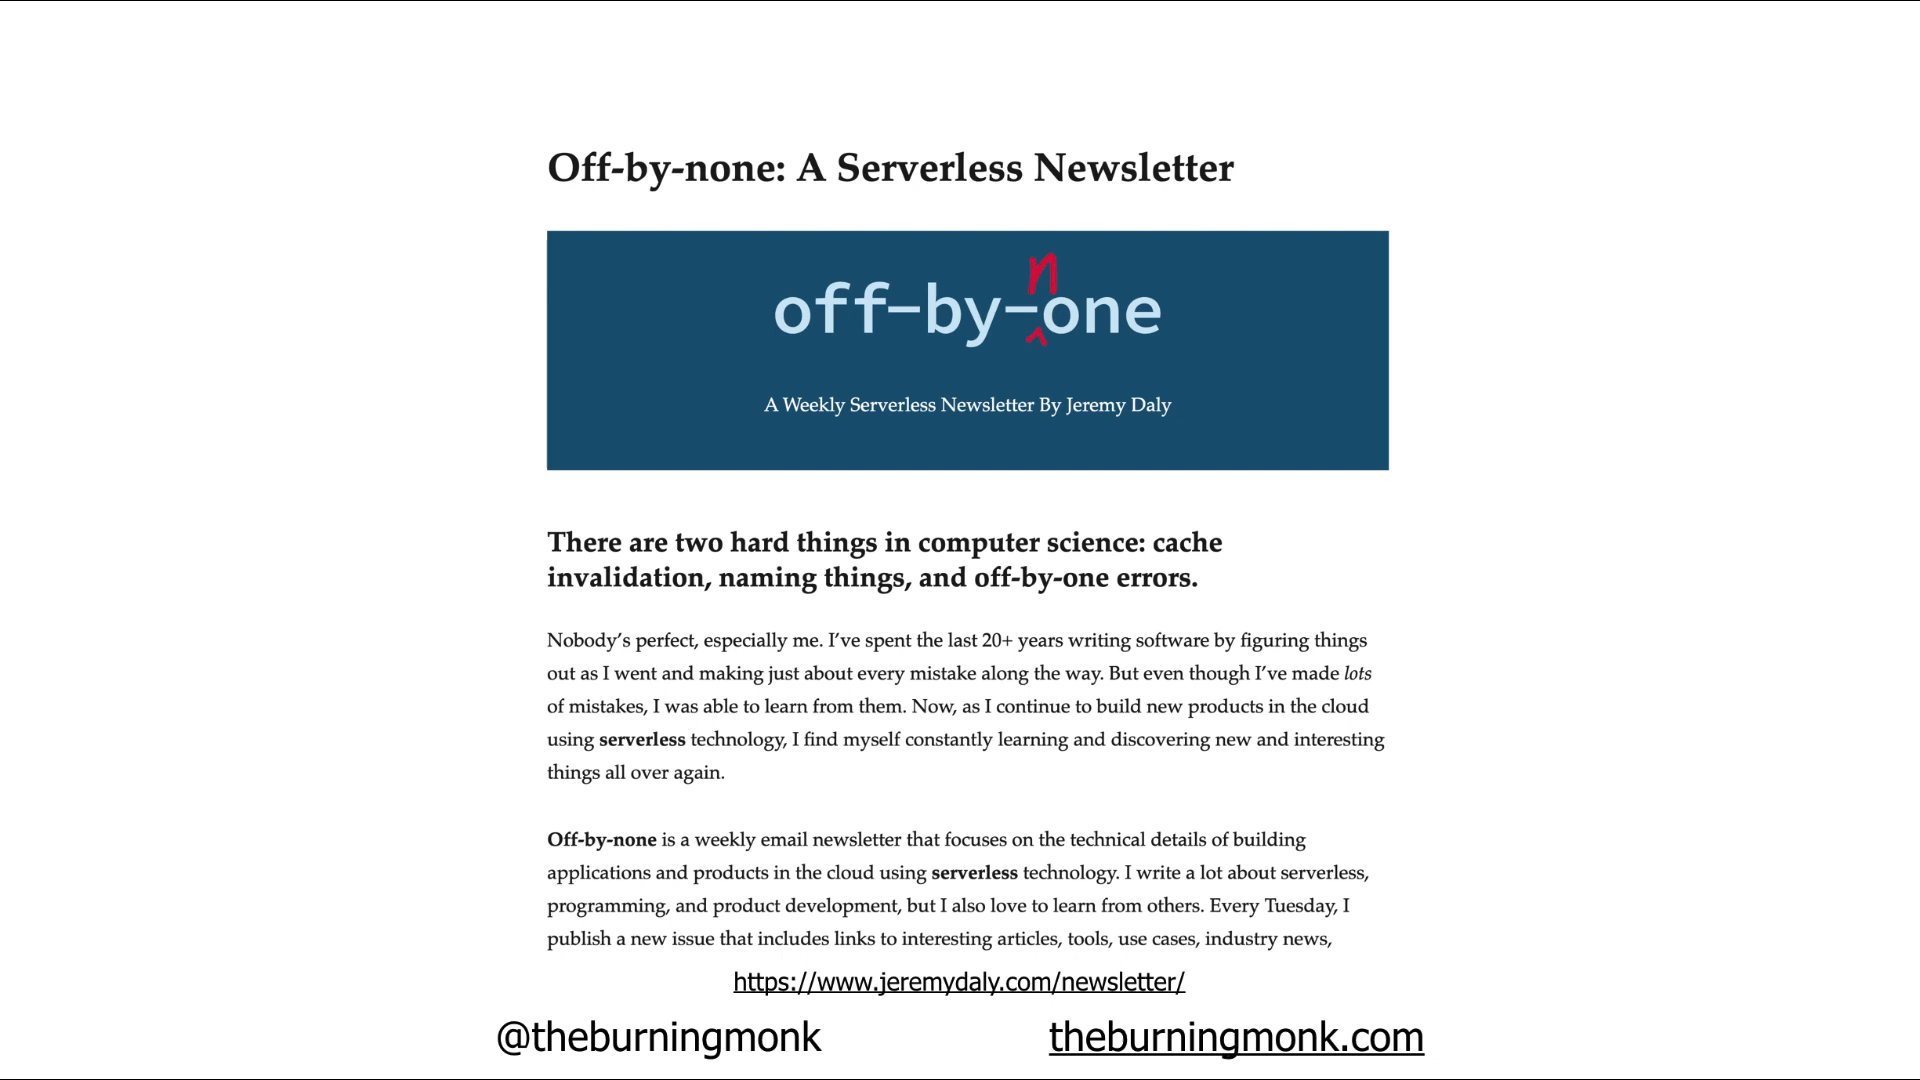 Off-by-none: A Serverless Newsletter
n
off-by-one
^
A Weekly Serverless Newsletter By Jeremy Daly
There are two hard things in computer science: cache
invalidation, naming things, and off-by-one errors.
Nobody’s perfect, especially me. I’ve spent the last 20+ years writing software by figuring things
out as I went and making just about every mistake along the way. But even though I’ve made lots
of mistakes, I was able to learn from them. Now, as I continue to build new products in the cloud
using serverless technology, I find myself constantly learning and discovering new and interesting
things all over again.
Off-by-none is a weekly email newsletter that focuses on the technical details of building
applications and products in the cloud using serverless technology. I write a lot about serverless,
programming, and product development, but I also love to learn from others. Every Tuesday, I
publish a new issue that includes links to interesting articles, tools, use cases, industry news,
https://www.jeremydaly.com/newsletter/
@theburningmonk theburningmonk.com